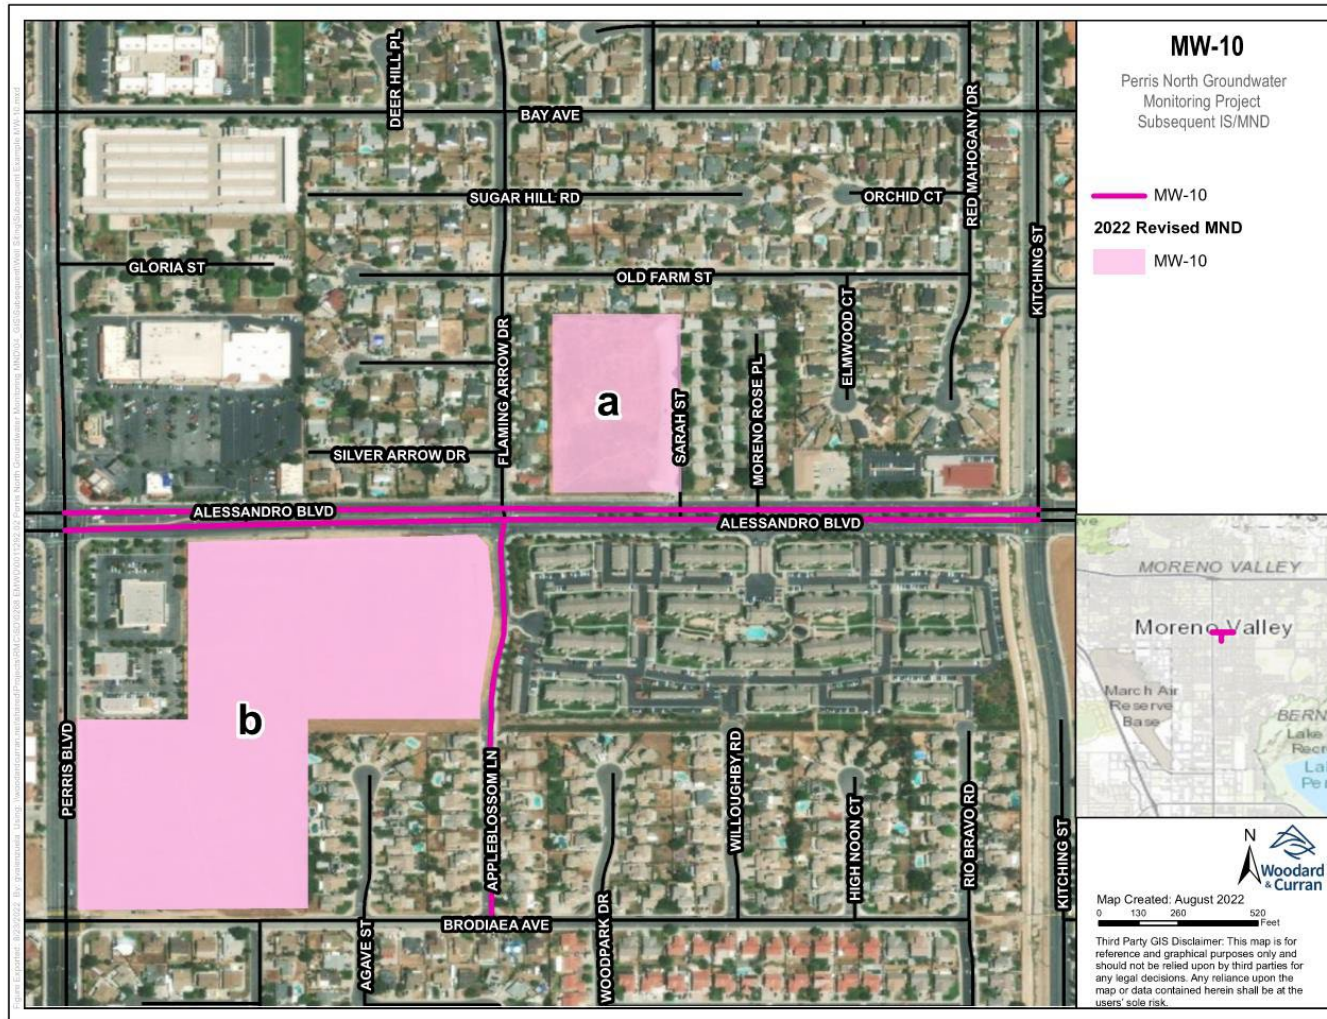 MW-10
Perris North Groundwater
Monitoring Project
Subsequent IS/MND
MW-10
2022 Revised MND
MW-10
DEER HILL PL
BAY AVE
RED MAHOGANY DR
SUGAR HILL RD
ORCHID CT
KITCHING ST
GLORIA ST
OLD FARM ST
ELMWOOD CT
FLAMING ARROW DR
a
SARAH ST
MORENO ROSE PL
SILVER ARROW DR
ALESSANDRO BLVD
ALESSANDRO BLVD
b
PERRIS BLVD
APPLEBLOSSOM LN
WILLOUGHBY RD
HIGH NOON CT
RIO BRAVO RD
KITCHING ST
BRODIAEA AVE
AGAVE ST
WOODPARK DR
MORENO VALLEY
Moreno Valley
March Air
Reserve
Base
BERN
Lake
Recr
La
Pe
N
Woodard
& Curran
Map Created: August 2022
0 130 260 520
Feet
Third Party GIS Disclaimer: This map is for
reference and graphical purposes only and
should not be relied upon by third parties for
any legal decisions. Any reliance upon the
map or data contained herein shall be at the
users' sole risk.